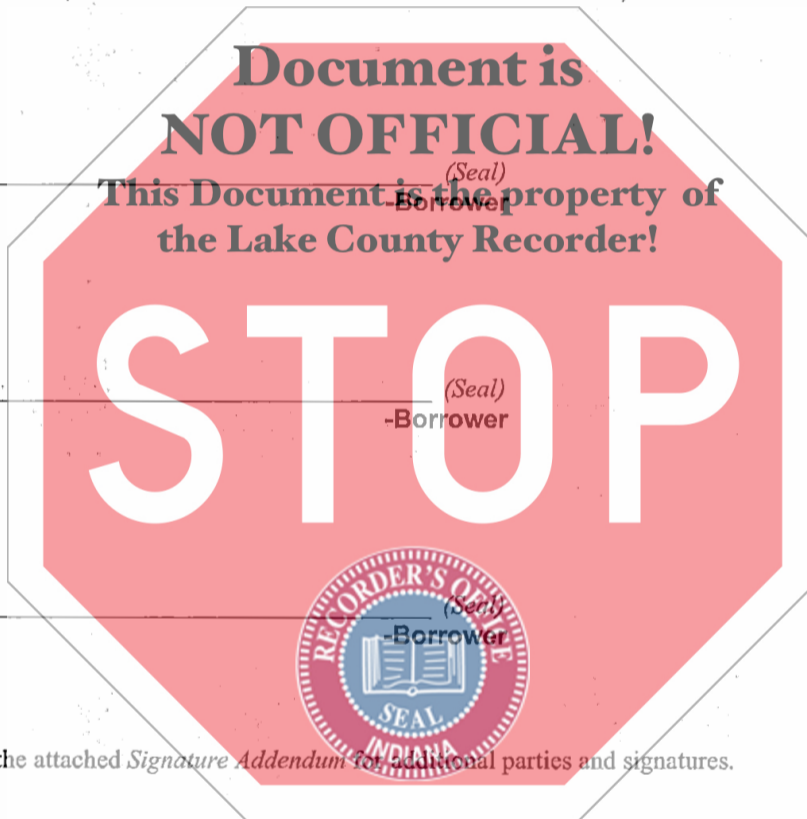 Document is
NOT OFFICIAL!
(Seal)
This Document is the property of
-Borrower
the Lake County Recorder!
STOP
(Seal)
-Borrower
RECORDER'S OFFICE
(Seal)
-Borrower
SEAL
INDIANA
the attached Signature Addendum for additional parties and signatures.